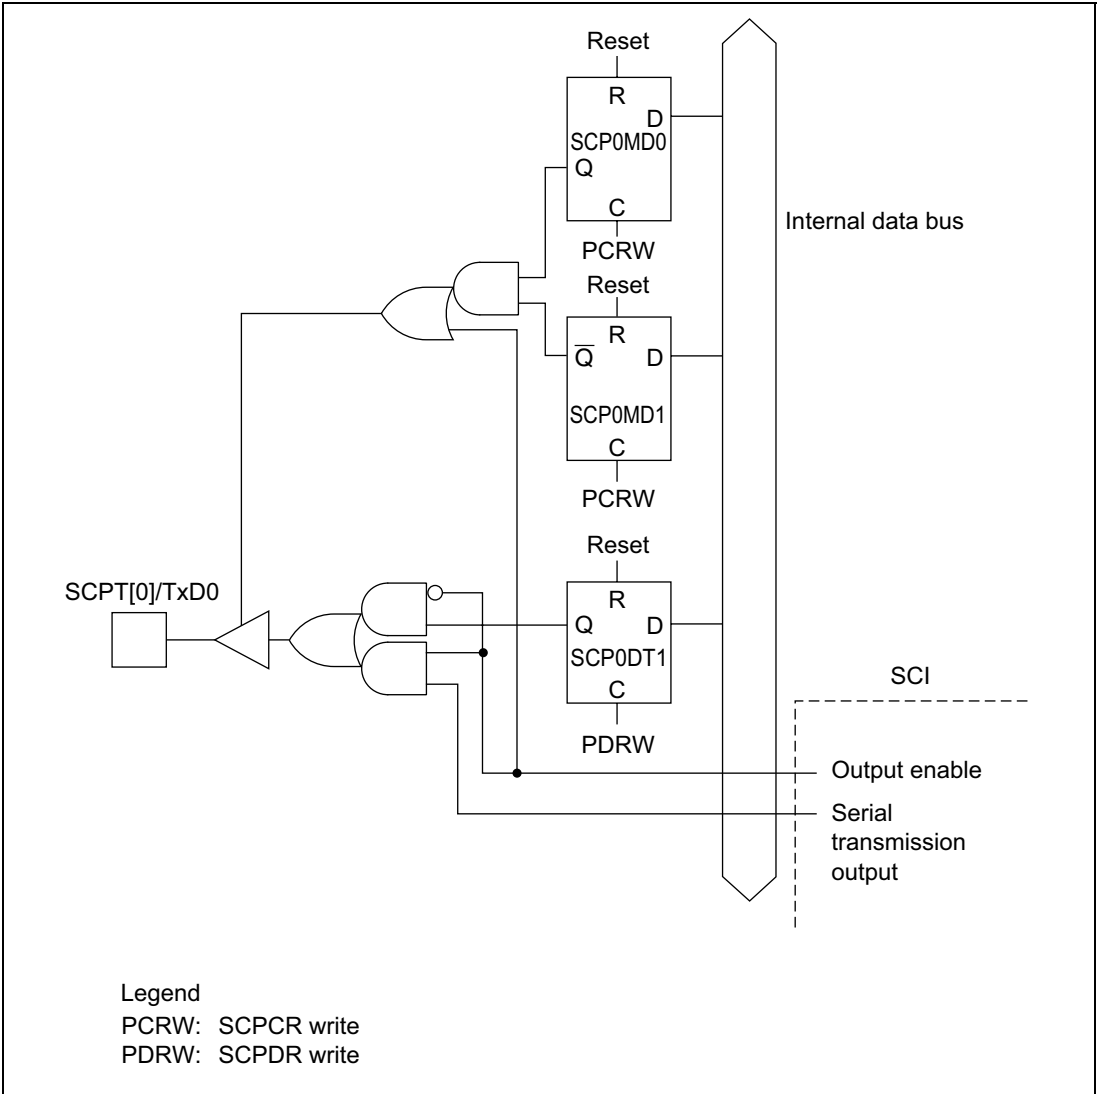 Reset
R
D
SCP0MD0
Q
C
PCRW
Internal data bus
Reset
R
Q̅
D
SCP0MD1
C
PCRW
Reset
SCPT[0]/TxD0
R
Q
D
SCP0DT1
C
PDRW
SCI
Output enable
Serial
transmission
output
Legend
PCRW: SCPCR write
PDRW: SCPDR write